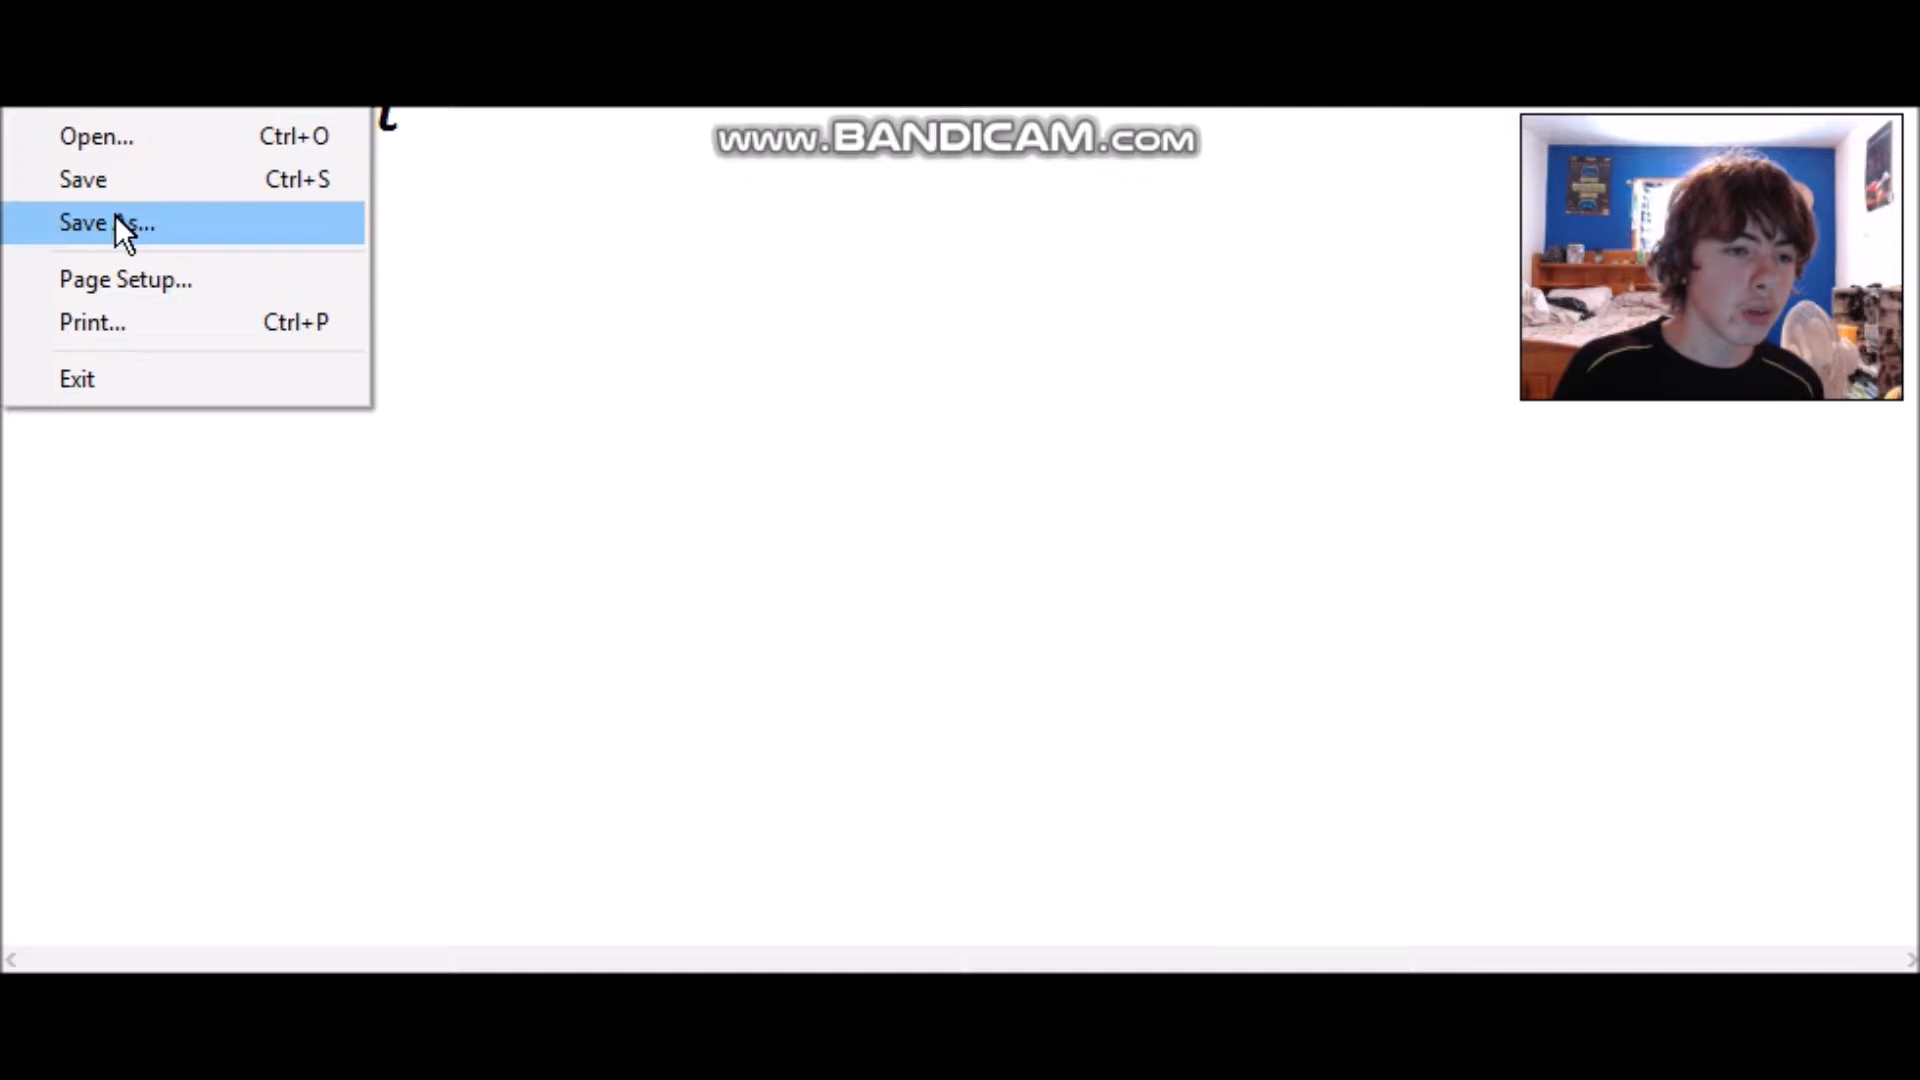 t
www.BANDICAM.com
Open... Ctrl+O
Save Ctrl+S
Save As...
Page Setup...
Print... Ctrl+P
Exit